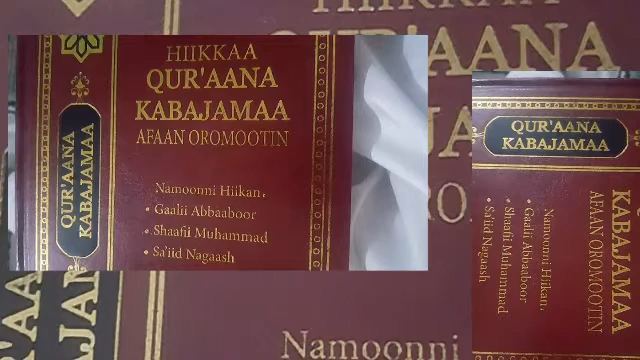 HIIKKAA
QUR'AANA
KABAJAMAA
AFAAN OROMOOTIN
Namoonni Hiikan:
• Gaalii Abbaaboor
• Shaafii Muhammad
• Sa'iid Nagaash
QUR'AANA
KABAJAMAA
QUR'AANA
KABAJAMAA
KABAJAMAA
AFAAN OROMOOTIN
Namoonni Hiikan:
• Gaalii Abbaaboor
• Shaafii Muhammad
• Sa'iid Nagaash
Namoonni